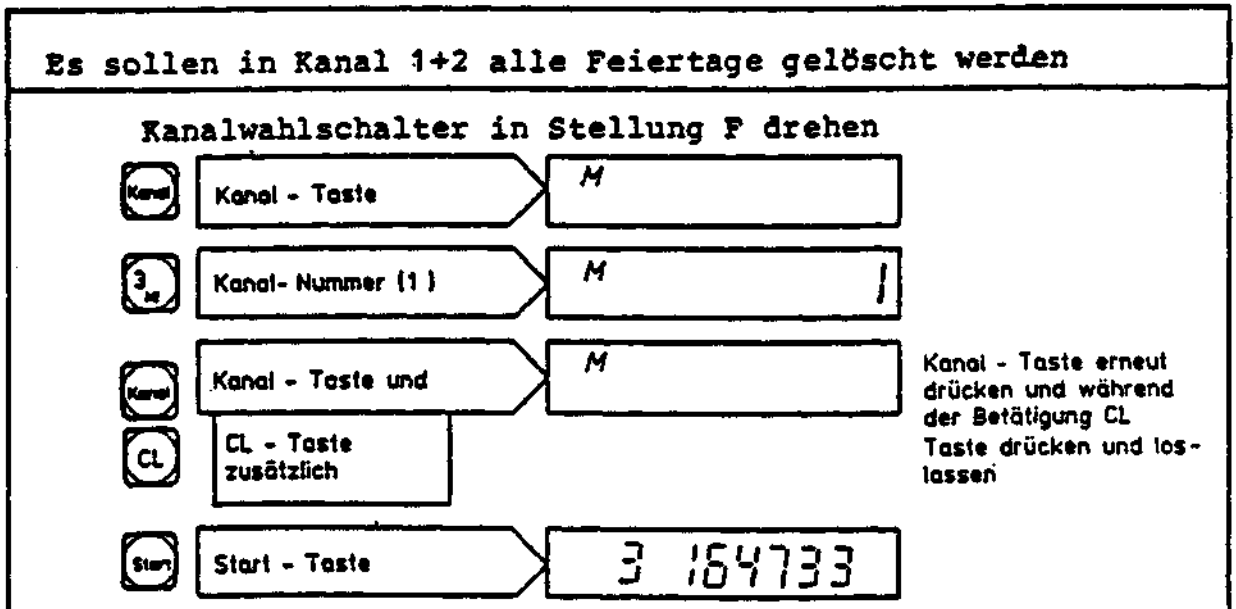 Es sollen in Kanal 1+2 alle Feiertage gelöscht werden
Kanalwahlschalter in Stellung F drehen
Kanal
Kanal - Taste
M
3
Kanal- Nummer (1)
M 1
Kanal
Kanal - Taste und
M
Kanal - Taste erneut
drücken und während
der Betätigung CL
Taste drücken und los-
lassen
CL
CL - Taste
zusätzlich
Start
Start - Taste
3 164733